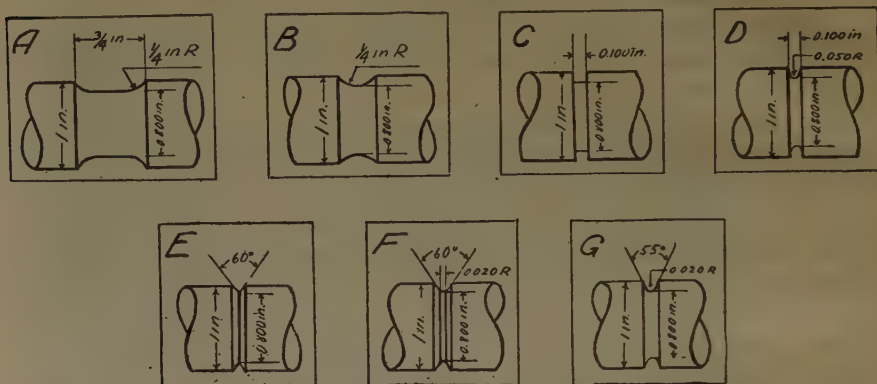 A
3/4 in
1/4 in R
1 in.
0.800 in.
B
1/4 in R
1 in.
0.800 in.
C
0.100 in.
1 in.
0.800 in.
D
0.100 in
0.050R
1 in.
0.800 in.
E
60°
1 in.
0.800 in.
F
60°
0.020 R
1 in.
0.800 in.
G
55°
0.020 R
1 in.
0.800 in.